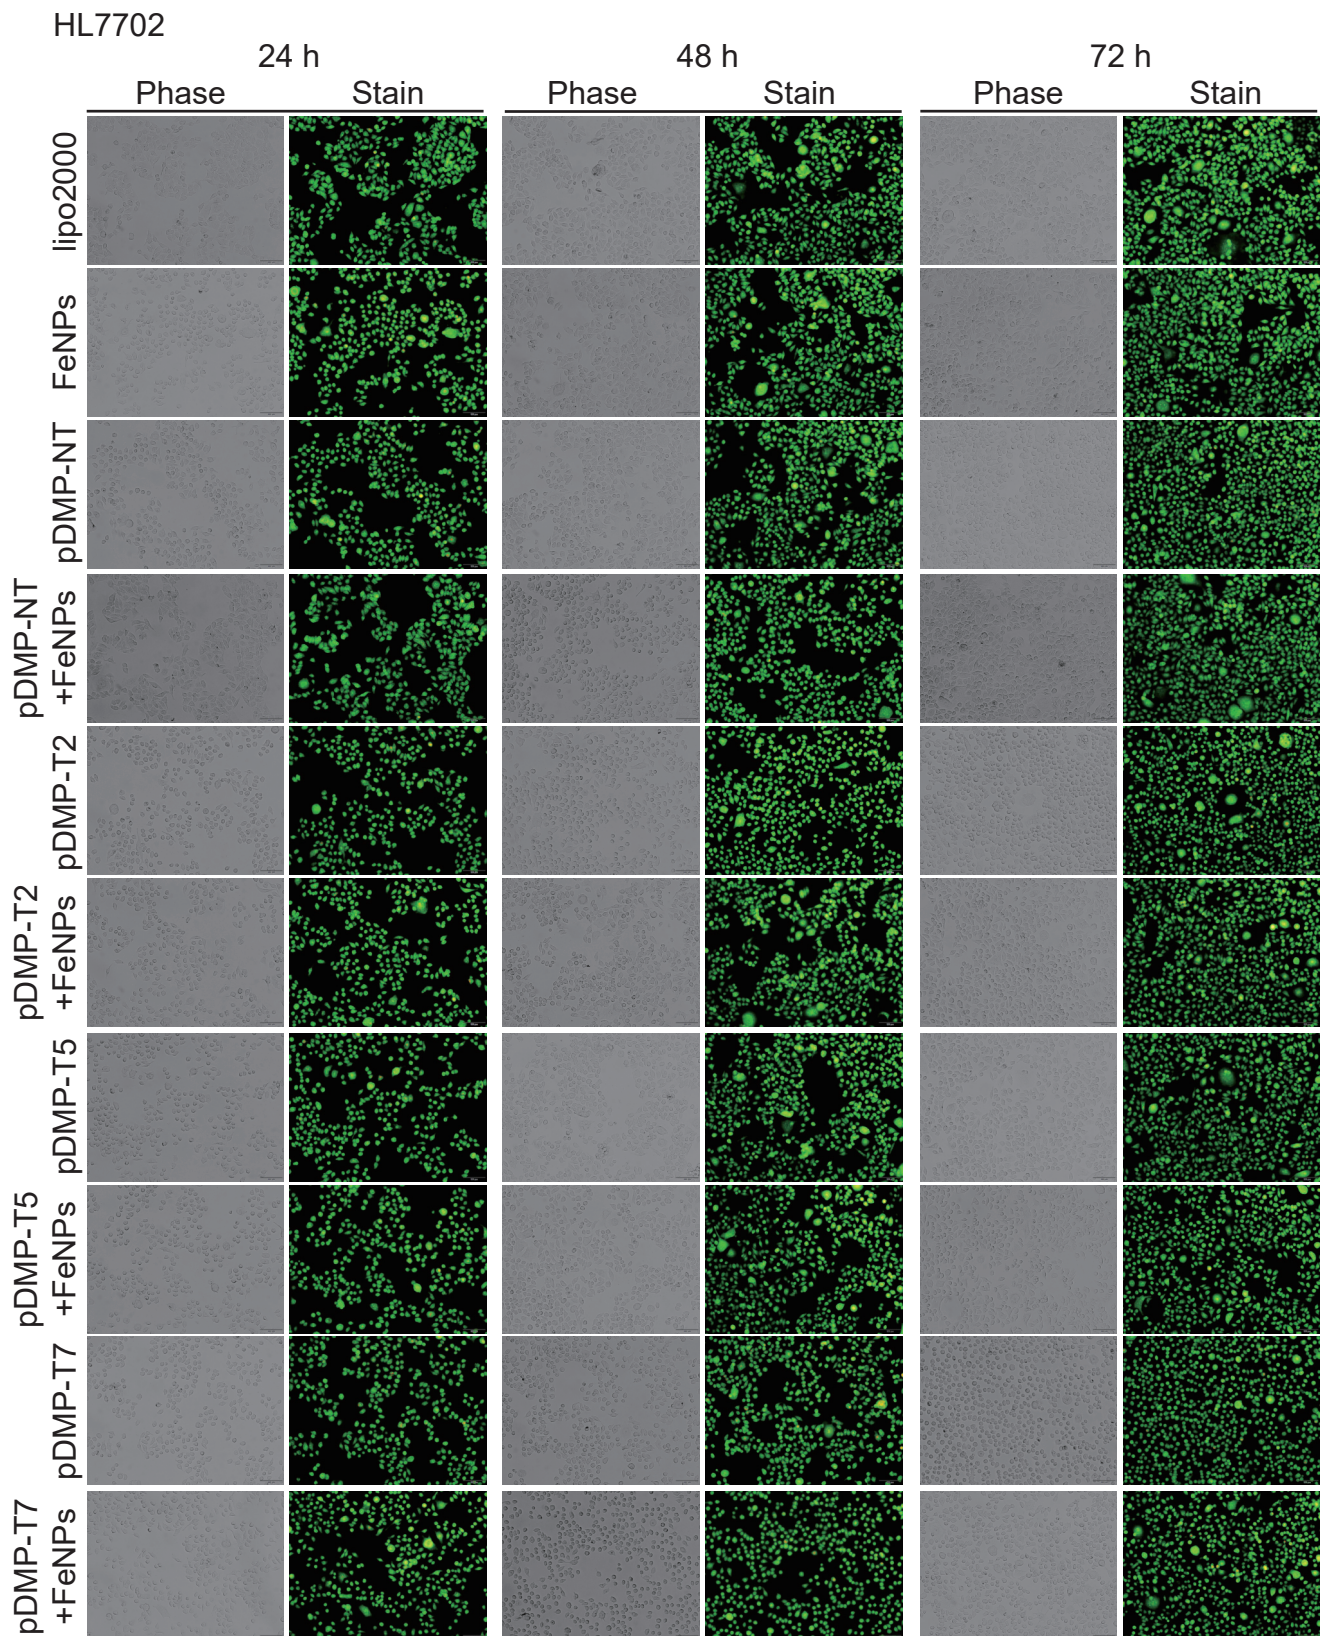 HL7702
24 h
48 h
72 h
Phase
Stain
Phase
Stain
Phase
Stain
lipo2000
FeNPs
pDMP-NT
pDMP-NT
+FeNPs
pDMP-T2
pDMP-T2
+FeNPs
pDMP-T5
pDMP-T5
+FeNPs
pDMP-T7
pDMP-T7
+FeNPs